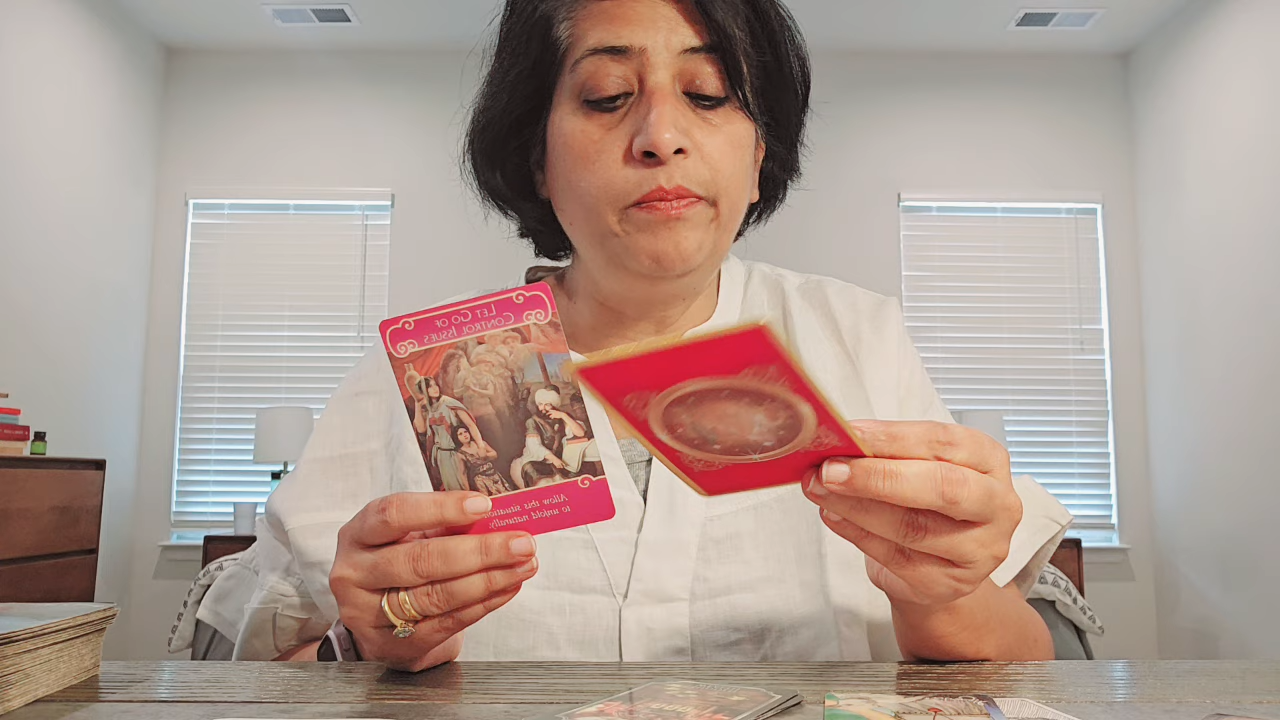 LET GO OF
CONTROL ISSUES
Allow this situation
to unfold naturally.